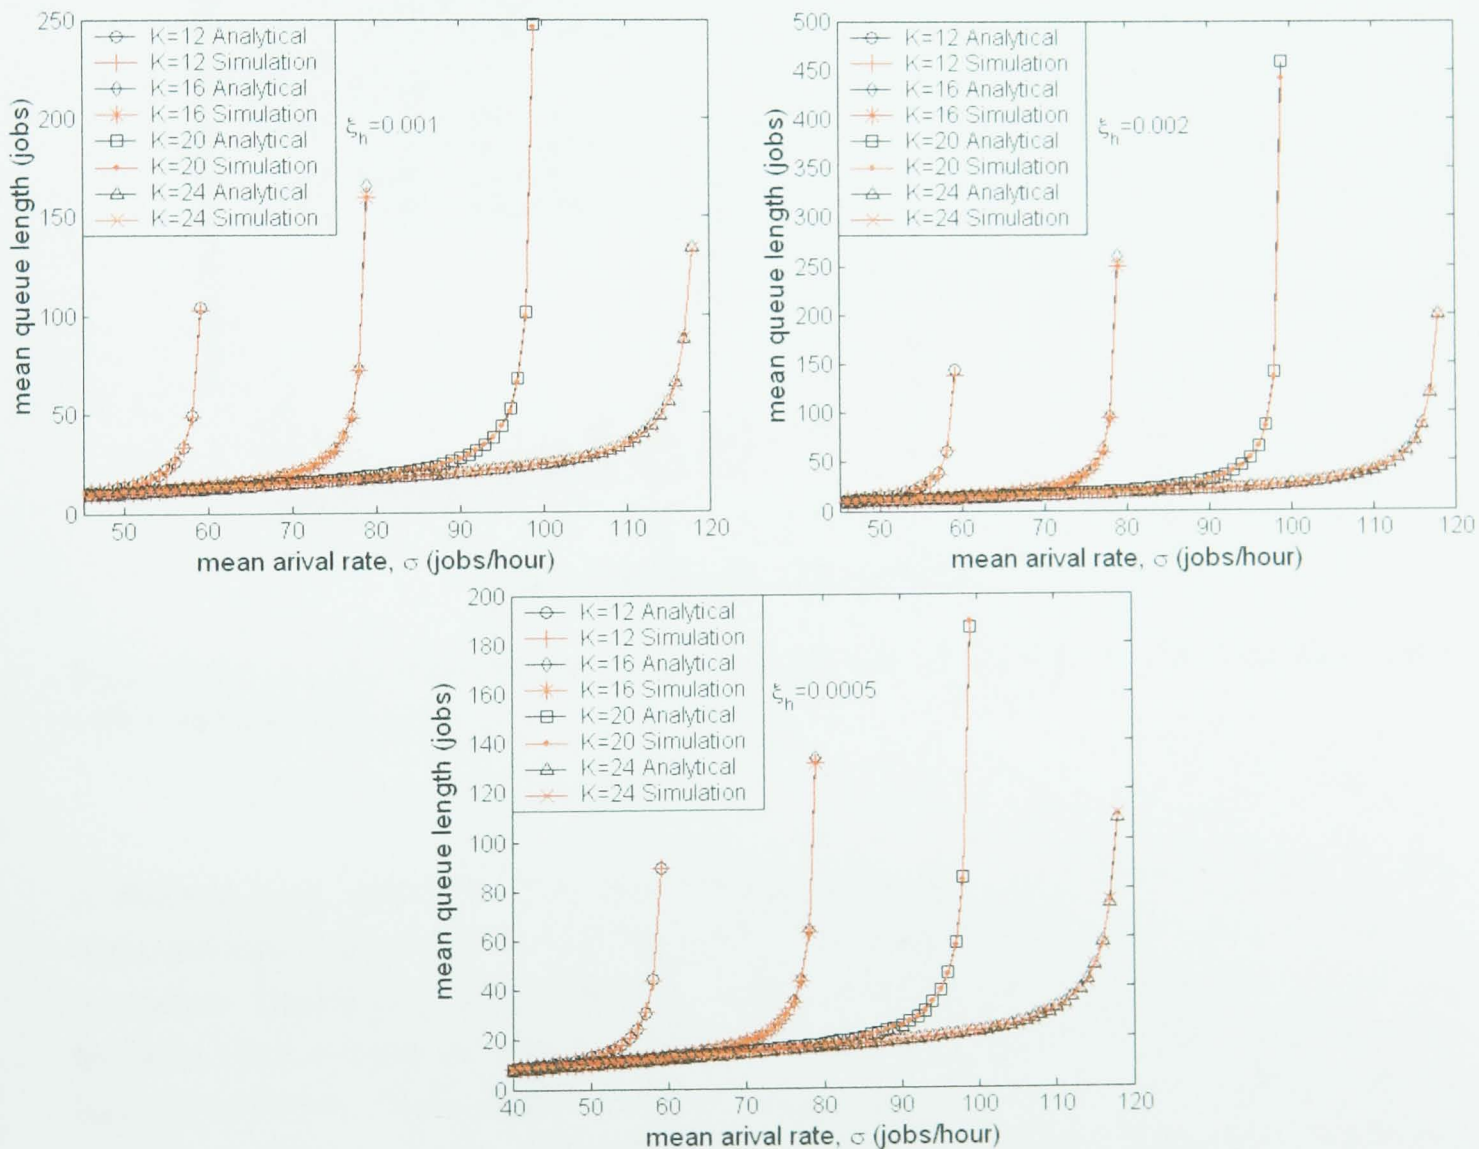 250
200
150
100
50
0
mean queue length (jobs)
K=12 Analytical
K=12 Simulation
K=16 Analytical
K=16 Simulation
K=20 Analytical
K=20 Simulation
K=24 Analytical
K=24 Simulation
ξh=0.001
50 60 70 80 90 100 110 120
mean arival rate, σ (jobs/hour)
500
450
400
350
300
250
200
150
100
50
0
mean queue length (jobs)
K=12 Analytical
K=12 Simulation
K=16 Analytical
K=16 Simulation
K=20 Analytical
K=20 Simulation
K=24 Analytical
K=24 Simulation
ξh=0.002
50 60 70 80 90 100 110 120
mean arival rate, σ (jobs/hour)
200
180
160
140
120
100
80
60
40
20
0
mean queue length (jobs)
K=12 Analytical
K=12 Simulation
K=16 Analytical
K=16 Simulation
K=20 Analytical
K=20 Simulation
K=24 Analytical
K=24 Simulation
ξh=0.0005
40 50 60 70 80 90 100 110 120
mean arival rate, σ (jobs/hour)